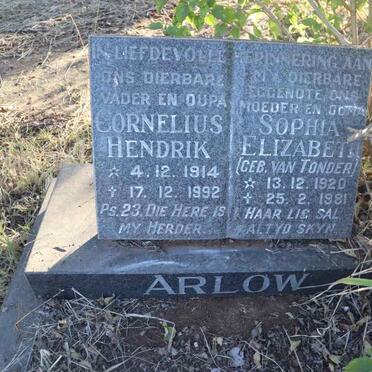 IN LIEFDEVOLLE
ONS DIERBARE
VADER EN OUPA
CORNELIUS
HENDRIK
☆ 4.12.1914
✝ 17.12.1992
Ps.23. DIE HERE IS
MY HERDER.
HERINNERING AAN
MY DIERBARE
EGGENOTE ONS
MOEDER EN OUMA
SOPHIA
ELIZABETH
(GEB. VAN TONDER)
☆ 13.12.1920
✝ 25.2.1981
HAAR LIG SAL
ALTYD SKYN.
ARLOW